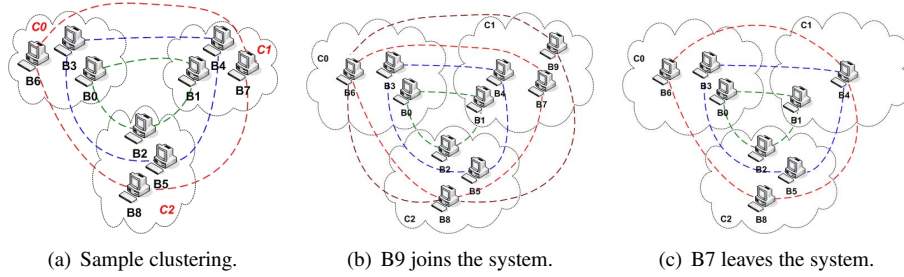 C0
C1
B3
B4
B6
B7
B0
B1
B2
B5
B8
C2
(a) Sample clustering.
C1
C0
B9
B3
B6
B4
B7
B0
B1
B2
B5
C2
B8
(b) B9 joins the system.
C1
C0
B3
B6
B4
B0
B1
B2
B5
C2
B8
(c) B7 leaves the system.